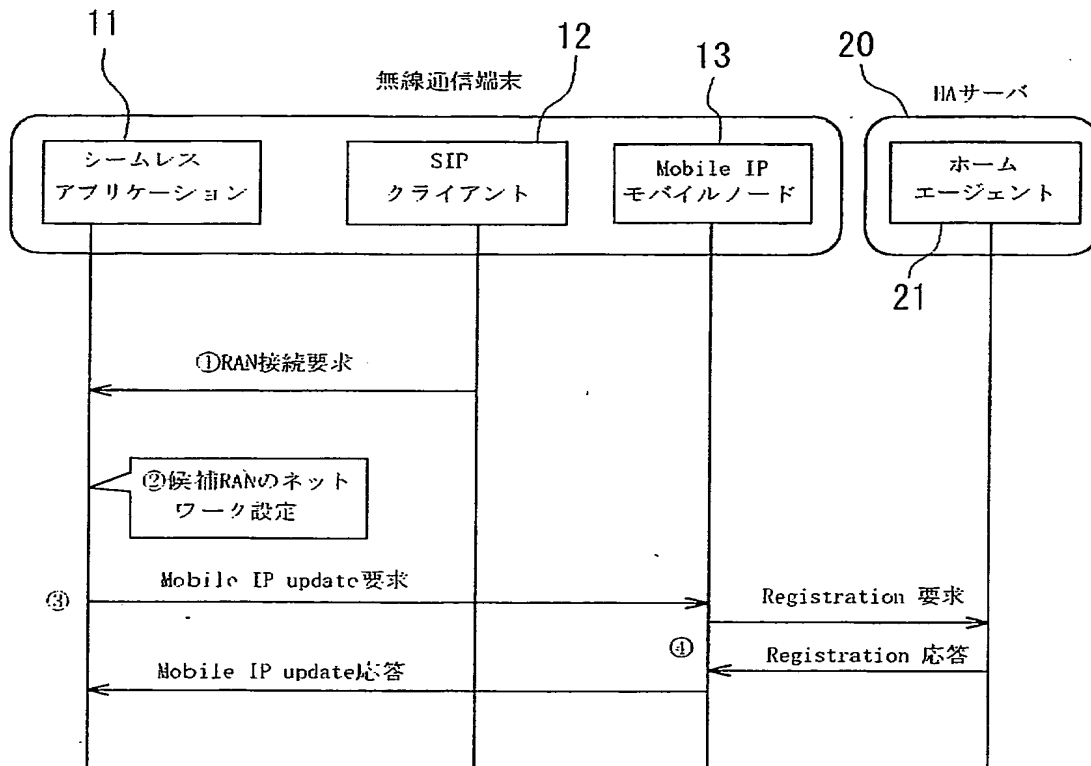 11
12
13
20
無線通信端末
HAサーバ
シームレス
アプリケーション
SIP
クライアント
Mobile IP
モバイルノード
ホーム
エージェント
21
①RAN接続要求
②候補RANのネット
ワーク設定
③
Mobile IP update要求
Registration 要求
④
Registration 応答
Mobile IP update応答